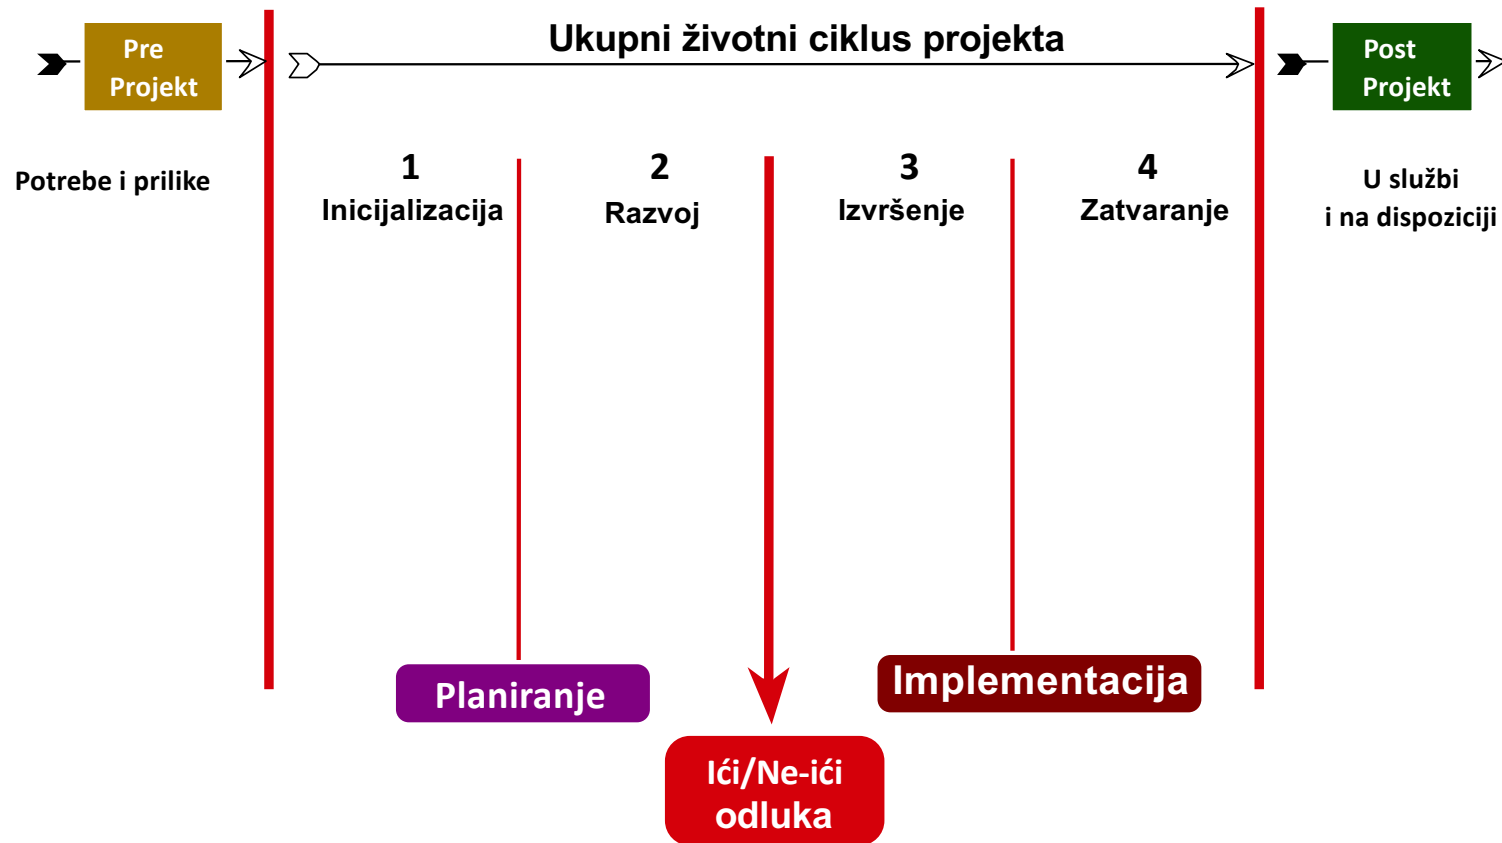 Ukupni životni ciklus projekta
Pre
Projekt
Post
Projekt
Potrebe i prilike
1
Inicijalizacija
2
Razvoj
3
Izvršenje
4
Zatvaranje
U službi
i na dispoziciji
Planiranje
Implementacija
Ići/Ne-ići
odluka